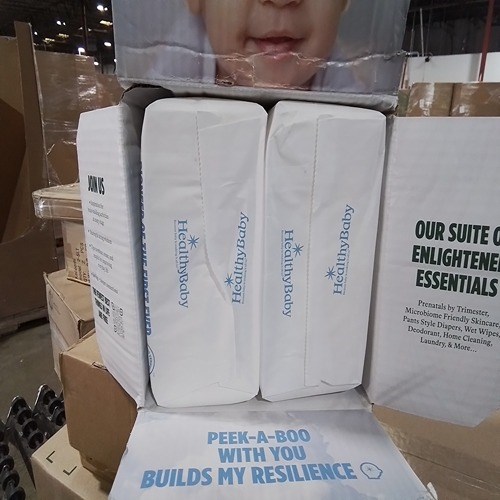 JOIN US
HealthyBaby
HealthyBaby
HealthyBaby
HealthyBaby
OUR SUITE O
ENLIGHTENE
ESSENTIALS
Prenatals by Trimester,
Microbiome Friendly Skincare,
Pants Style Diapers, Wet Wipes,
Deodorant, Home Cleaning,
Laundry, & More...
PEEK-A-BOO
WITH YOU
BUILDS MY RESILIENCE